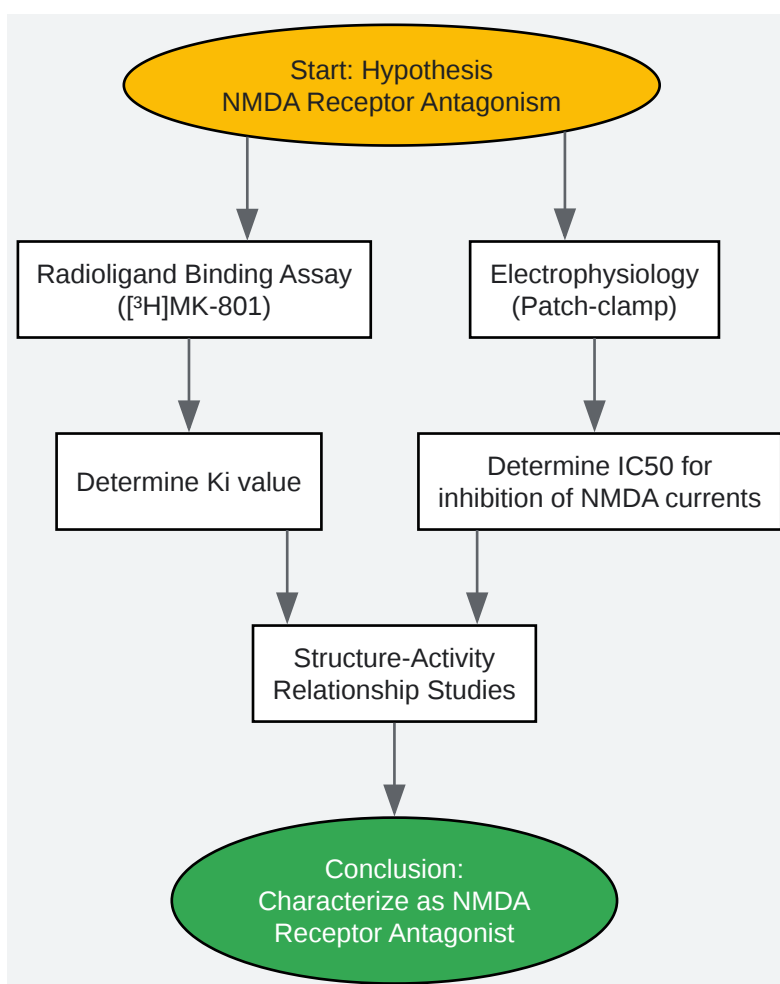 Start: Hypothesis
NMDA Receptor Antagonism
Radioligand Binding Assay
([³H]MK-801)
Electrophysiology
(Patch-clamp)
Determine Ki value
Determine IC50 for
inhibition of NMDA currents
Structure-Activity
Relationship Studies
Conclusion:
Characterize as NMDA
Receptor Antagonist